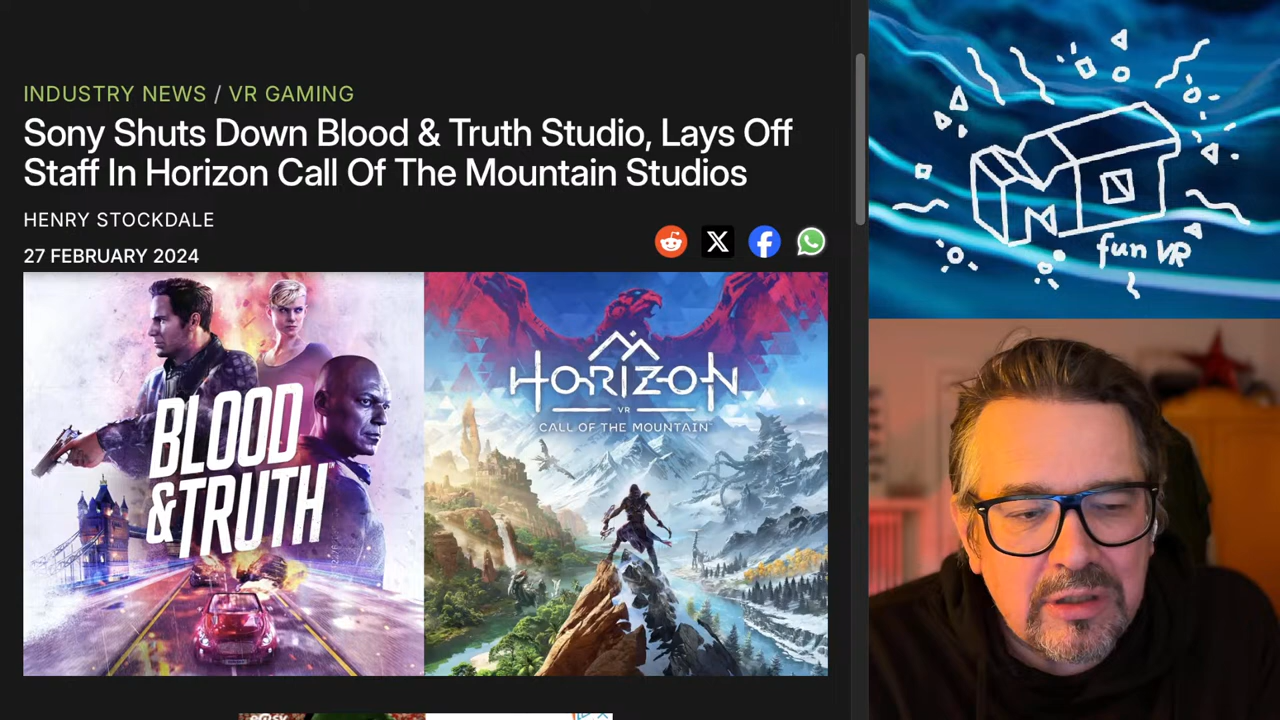 INDUSTRY NEWS / VR GAMING
Sony Shuts Down Blood & Truth Studio, Lays Off
Staff In Horizon Call Of The Mountain Studios
HENRY STOCKDALE
27 FEBRUARY 2024
BLOOD
&TRUTH
HORIZON
VR
CALL OF THE MOUNTAIN
fun VR